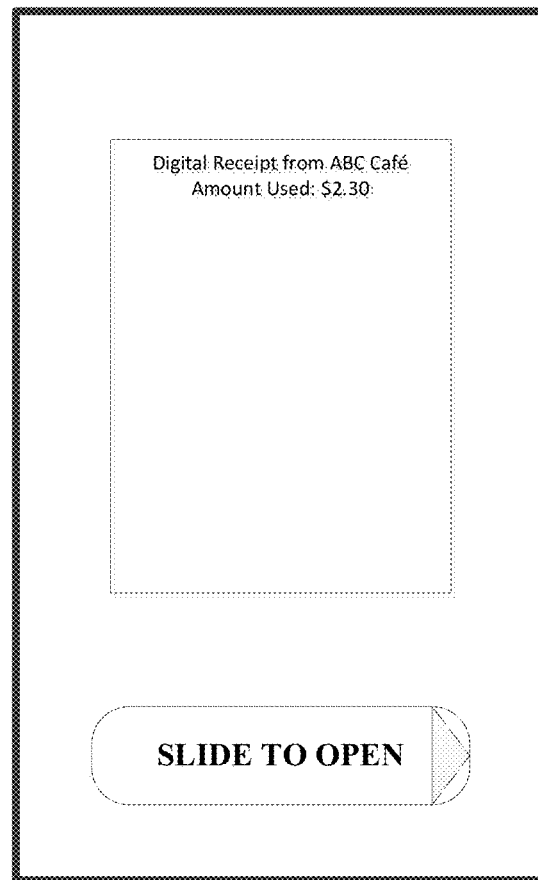 Digital Receipt from ABC Café
Amount Used: $2.30
SLIDE TO OPEN